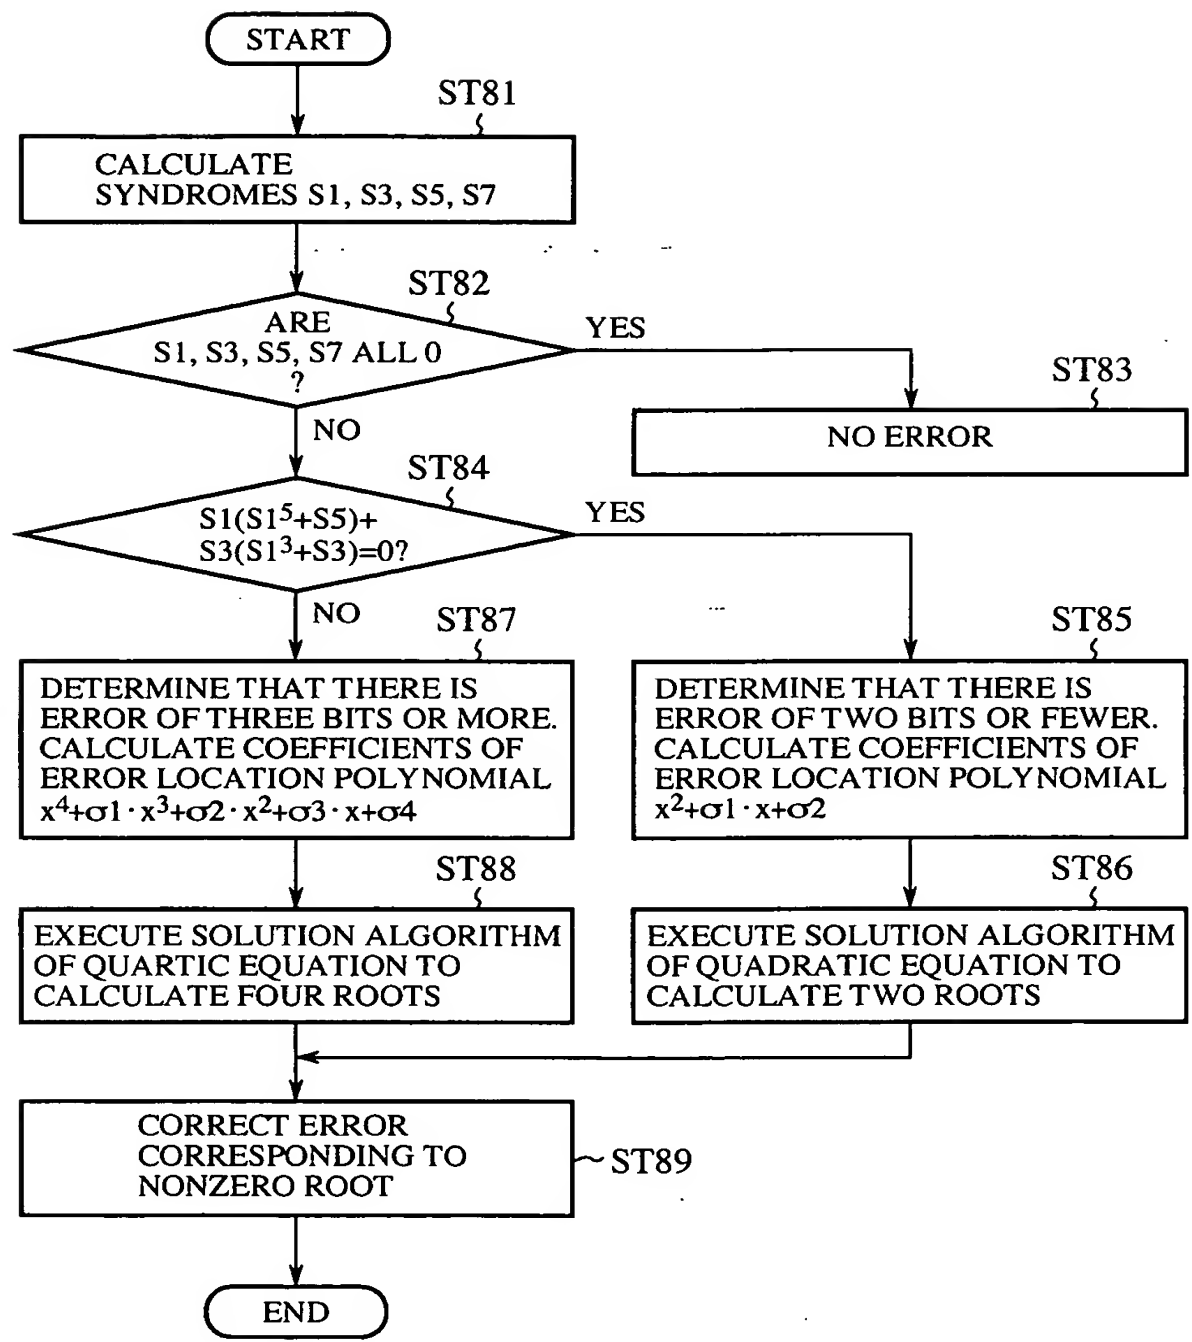 START
ST81
CALCULATE
SYNDROMES S1, S3, S5, S7
ST82
ARE
S1, S3, S5, S7 ALL 0
?
YES
NO
ST83
NO ERROR
ST84
S1(S1⁵+S5)+
S3(S1³+S3)=0?
YES
NO
ST87
DETERMINE THAT THERE IS
ERROR OF THREE BITS OR MORE.
CALCULATE COEFFICIENTS OF
ERROR LOCATION POLYNOMIAL
x⁴+σ1·x³+σ2·x²+σ3·x+σ4
ST85
DETERMINE THAT THERE IS
ERROR OF TWO BITS OR FEWER.
CALCULATE COEFFICIENTS OF
ERROR LOCATION POLYNOMIAL
x²+σ1·x+σ2
ST88
EXECUTE SOLUTION ALGORITHM
OF QUARTIC EQUATION TO
CALCULATE FOUR ROOTS
ST86
EXECUTE SOLUTION ALGORITHM
OF QUADRATIC EQUATION TO
CALCULATE TWO ROOTS
CORRECT ERROR
CORRESPONDING TO
NONZERO ROOT
ST89
END